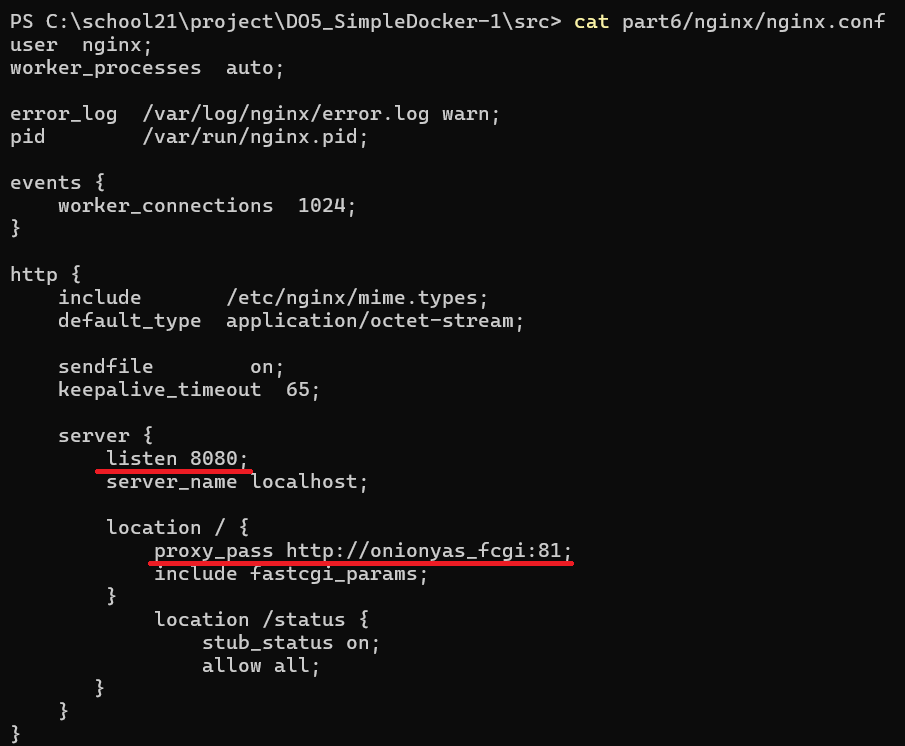 PS C:\school21\project\DO5_SimpleDocker-1\src> cat part6/nginx/nginx.conf
user  nginx;
worker_processes  auto;

error_log  /var/log/nginx/error.log warn;
pid        /var/run/nginx.pid;

events {
    worker_connections  1024;
}

http {
    include       /etc/nginx/mime.types;
    default_type  application/octet-stream;

    sendfile        on;
    keepalive_timeout  65;

    server {
        listen 8080;
        server_name localhost;

        location / {
            proxy_pass http://onionyas_fcgi:81;
            include fastcgi_params;
        }
            location /status {
                stub_status on;
                allow all;
       }
    }
}